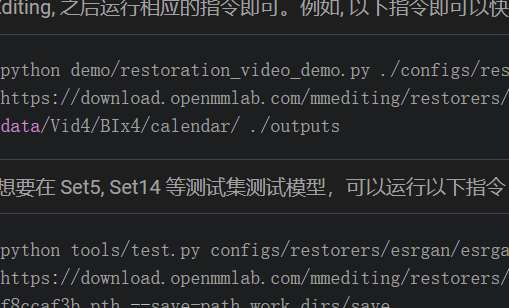 Editing, 之后运行相应的指令即可。例如, 以下指令即可以快
python demo/restoration_video_demo.py ./configs/res
https://download.openmmlab.com/mmediting/restorers/
data/Vid4/BIx4/calendar/ ./outputs
想要在 Set5, Set14 等测试集测试模型，可以运行以下指令
python tools/test.py configs/restorers/esrgan/esrga
https://download.openmmlab.com/mmediting/restorers/
f8ccaf3b.pth --save=path work_dirs/save